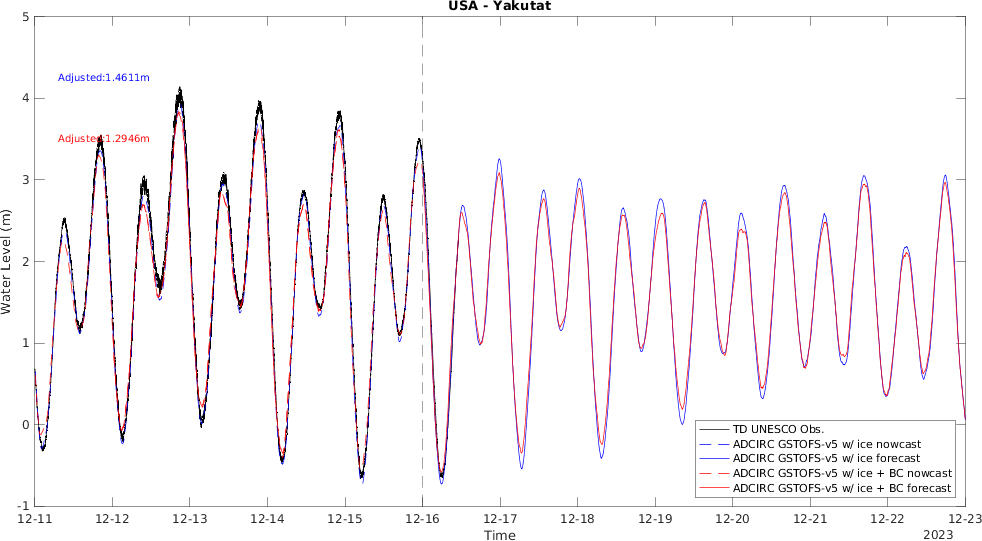 USA - Yakutat
5
4
3
2
1
0
-1
Water Level (m)
Adjusted:1.4611m
Adjusted:1.2946m
TD UNESCO Obs.
ADCIRC GSTOFS-v5 w/ ice nowcast
ADCIRC GSTOFS-v5 w/ ice forecast
ADCIRC GSTOFS-v5 w/ ice + BC nowcast
ADCIRC GSTOFS-v5 w/ ice + BC forecast
12-11 12-12 12-13 12-14 12-15 12-16 12-17 12-18 12-19 12-20 12-21 12-22 12-23
Time
2023